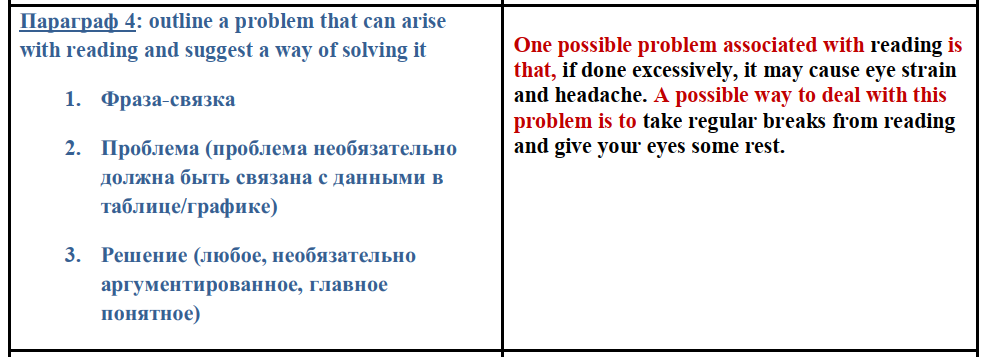 Параграф 4: outline a problem that can arise
with reading and suggest a way of solving it
1. Фраза-связка
2. Проблема (проблема необязательно
должна быть связана с данными в
таблице/графике)
3. Решение (любое, необязательно
аргументированное, главное
понятное)
One possible problem associated with reading is
that, if done excessively, it may cause eye strain
and headache. A possible way to deal with this
problem is to take regular breaks from reading
and give your eyes some rest.